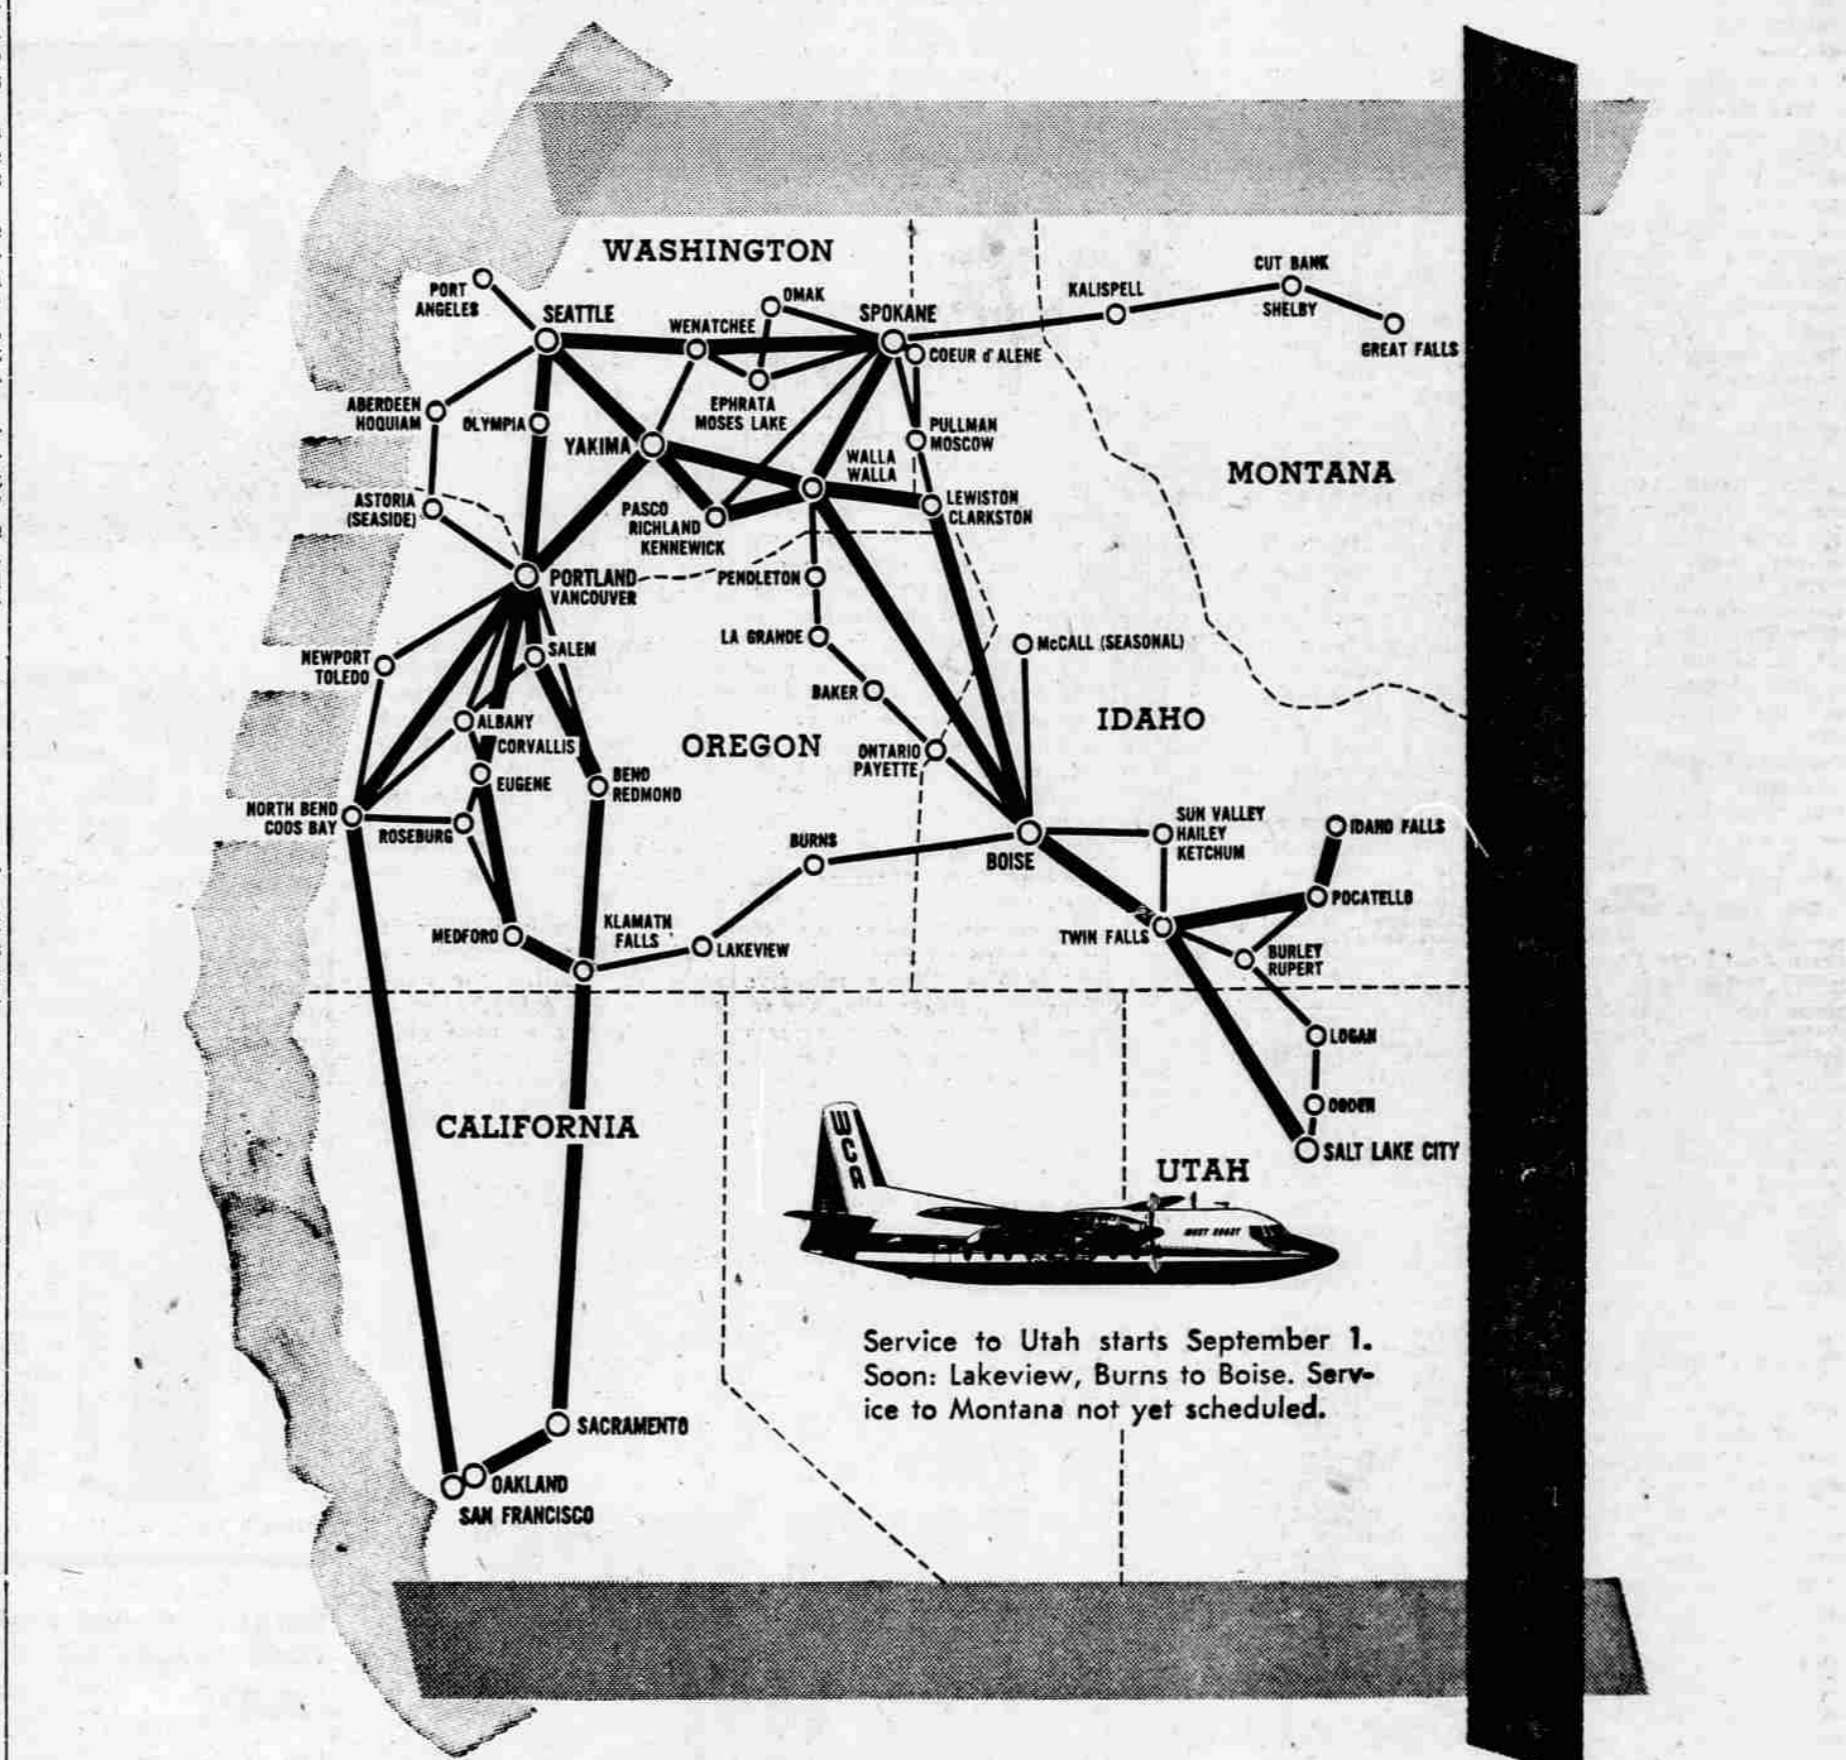 WASHINGTON
PORT
ANGELES
SEATTLE
WENATCHEE
OMAK
SPOKANE
KALISPELL
CUT BANK
SHELBY
GREAT FALLS
COEUR d'ALENE
ABERDEEN
HOQUIAM
OLYMPIA
YAKIMA
EPHRATA
MOSES LAKE
PULLMAN
MOSCOW
WALLA
WALLA
MONTANA
ASTORIA
(SEASIDE)
PASCO
RICHLAND
KENNEWICK
LEWISTON
CLARKSTON
PORTLAND
VANCOUVER
PENDLETON
NEWPORT
TOLEDO
SALEM
LA GRANDE
McCALL (SEASONAL)
BAKER
ALBANY
CORVALLIS
OREGON
IDAHO
ONTARIO
PAYETTE
EUGENE
BEND
REDMOND
NORTH BEND
COOS BAY
ROSEBURG
BURNS
BOISE
SUN VALLEY
HAILEY
KETCHUM
IDAHO FALLS
POCATELLO
MEDFORD
KLAMATH
FALLS
LAKEVIEW
TWIN FALLS
BURLEY
RUPERT
LOGAN
OGDEN
SALT LAKE CITY
CALIFORNIA
UTAH
WCA
WEST COAST
Service to Utah starts September 1.
Soon: Lakeview, Burns to Boise. Serv-
ice to Montana not yet scheduled.
SACRAMENTO
OAKLAND
SAN FRANCISCO